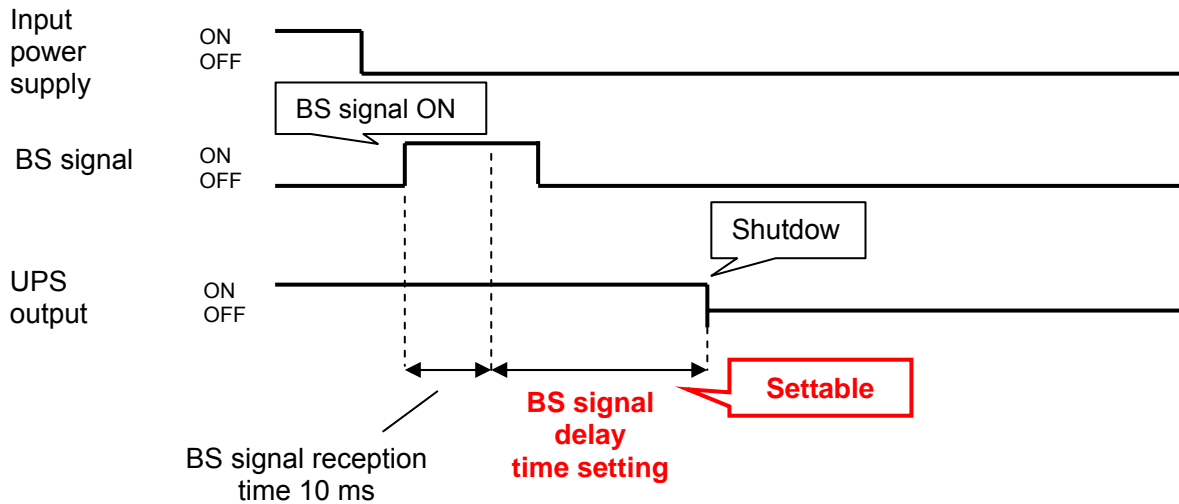 Input
power
supply
ON
OFF
BS signal ON
BS signal
ON
OFF
Shutdow
UPS
output
ON
OFF
Settable
BS signal
delay
time setting
BS signal reception
time 10 ms